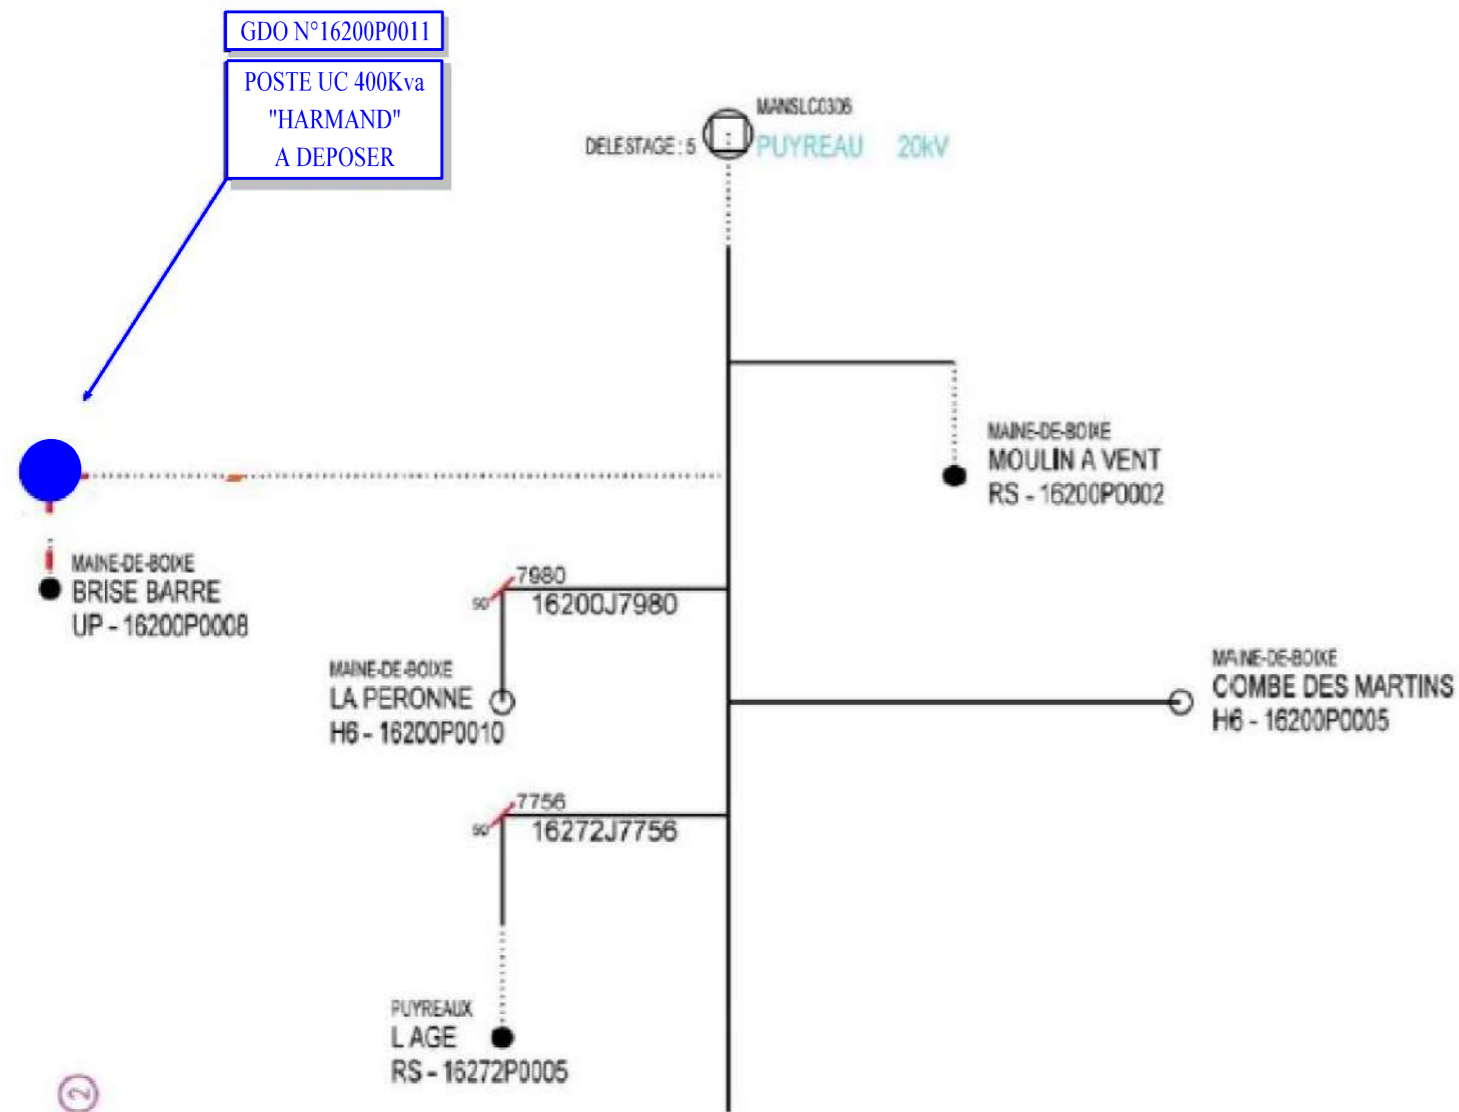 GDO N°16200P0011
POSTE UC 400Kva
"HARMAND"
A DEPOSER
MANSLC0306
DELESTAGE : 5
PUYREAU 20kV
MAINE-DE-BOIXE
MOULIN A VENT
RS - 16200P0002
MAINE-DE-BOIXE
BRISE BARRE
UP - 16200P0008
7980
16200J7980
MAINE-DE-BOIXE
LA PERONNE
H6 - 16200P0010
MAINE-DE-BOIXE
COMBE DES MARTINS
H6 - 16200P0005
7756
16272J7756
PUYREAUX
L AGE
RS - 16272P0005
2